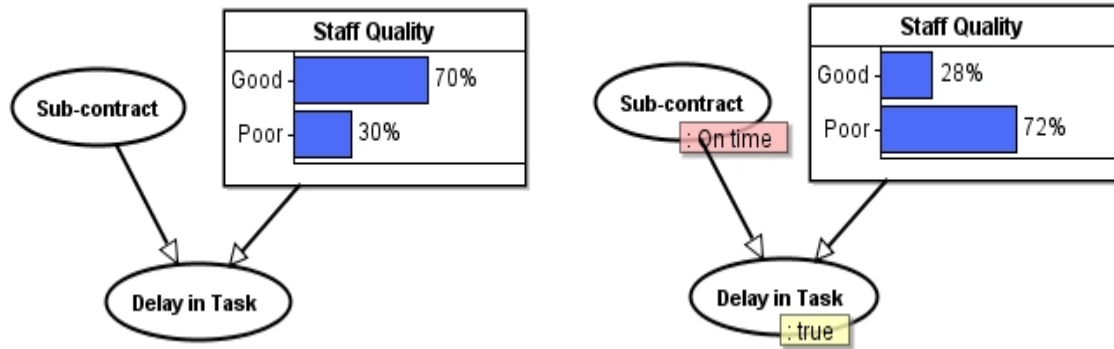 Staff Quality
Good
70%
Poor
30%
Sub-contract
Delay in Task
Staff Quality
Good
28%
Poor
72%
Sub-contract
: On time
Delay in Task
: true